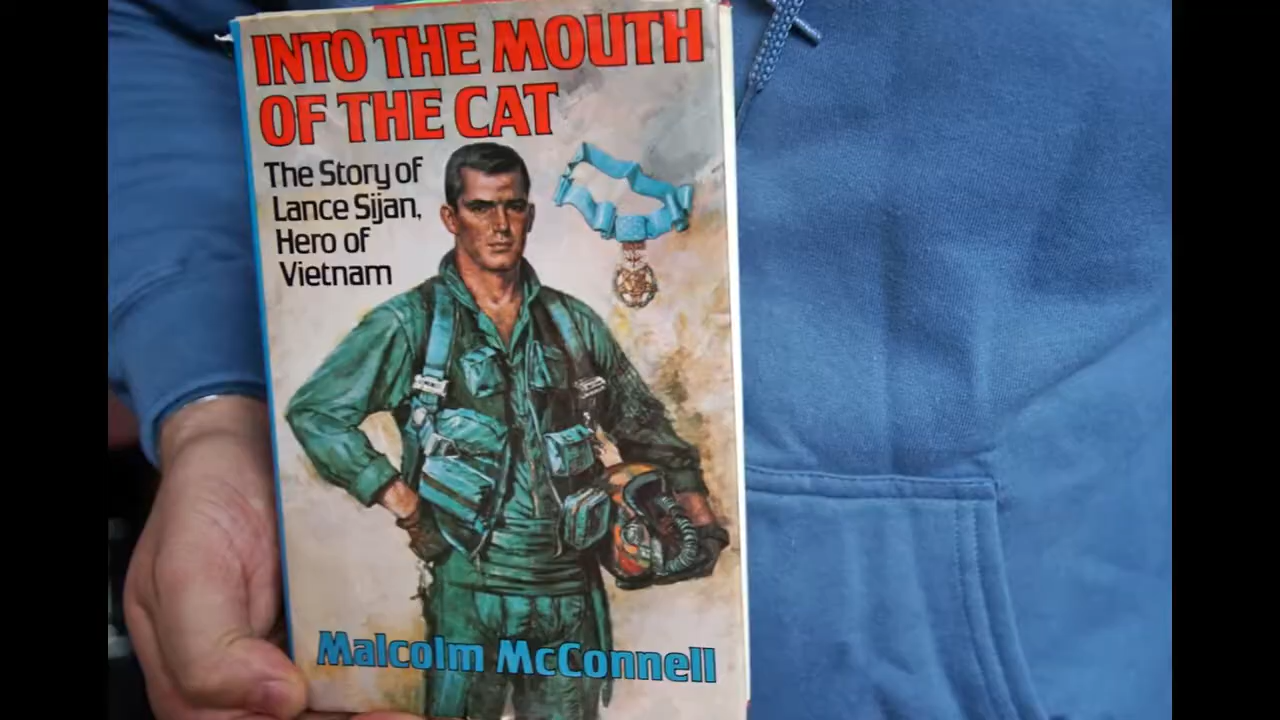 INTO THE MOUTH
OF THE CAT
The Story of
Lance Sijan,
Hero of
Vietnam
Malcolm McConnell